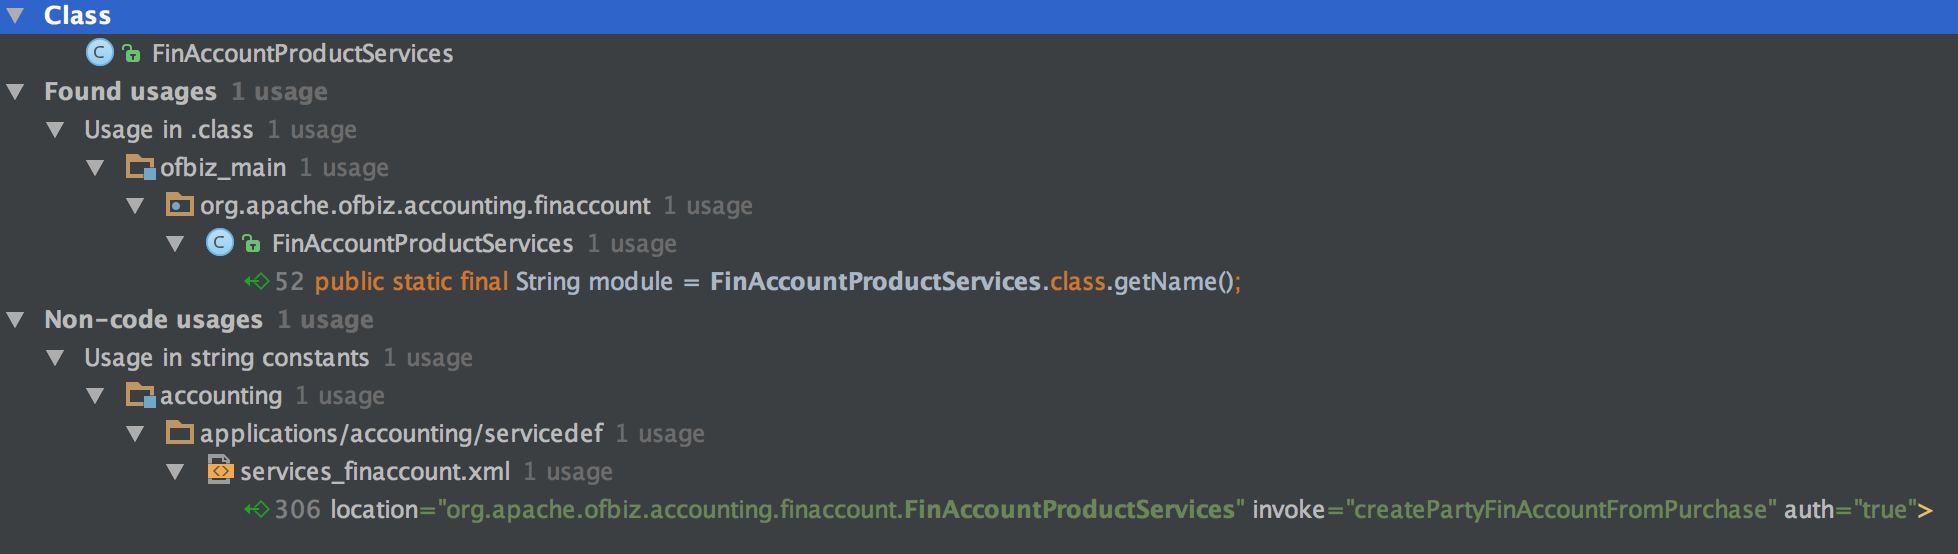 Class
FinAccountProductServices
Found usages 1 usage
Usage in .class 1 usage
ofbiz_main 1 usage
org.apache.ofbiz.accounting.finaccount 1 usage
FinAccountProductServices 1 usage
52 public static final String module = FinAccountProductServices.class.getName();
Non-code usages 1 usage
Usage in string constants 1 usage
accounting 1 usage
applications/accounting/servicedef 1 usage
services_finaccount.xml 1 usage
306 location="org.apache.ofbiz.accounting.finaccount.FinAccountProductServices" invoke="createPartyFinAccountFromPurchase" auth="true">